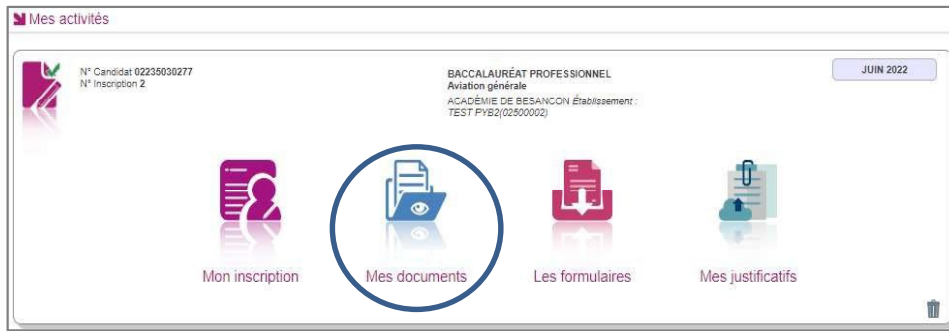 Mes activités
N° Candidat 02235030277
N° Inscription 2
BACCALAURÉAT PROFESSIONNEL
Aviation générale
ACADÉMIE DE BESANCON Établissement :
TEST PYB2(02500002)
JUIN 2022
Mon inscription
Mes documents
Les formulaires
Mes justificatifs